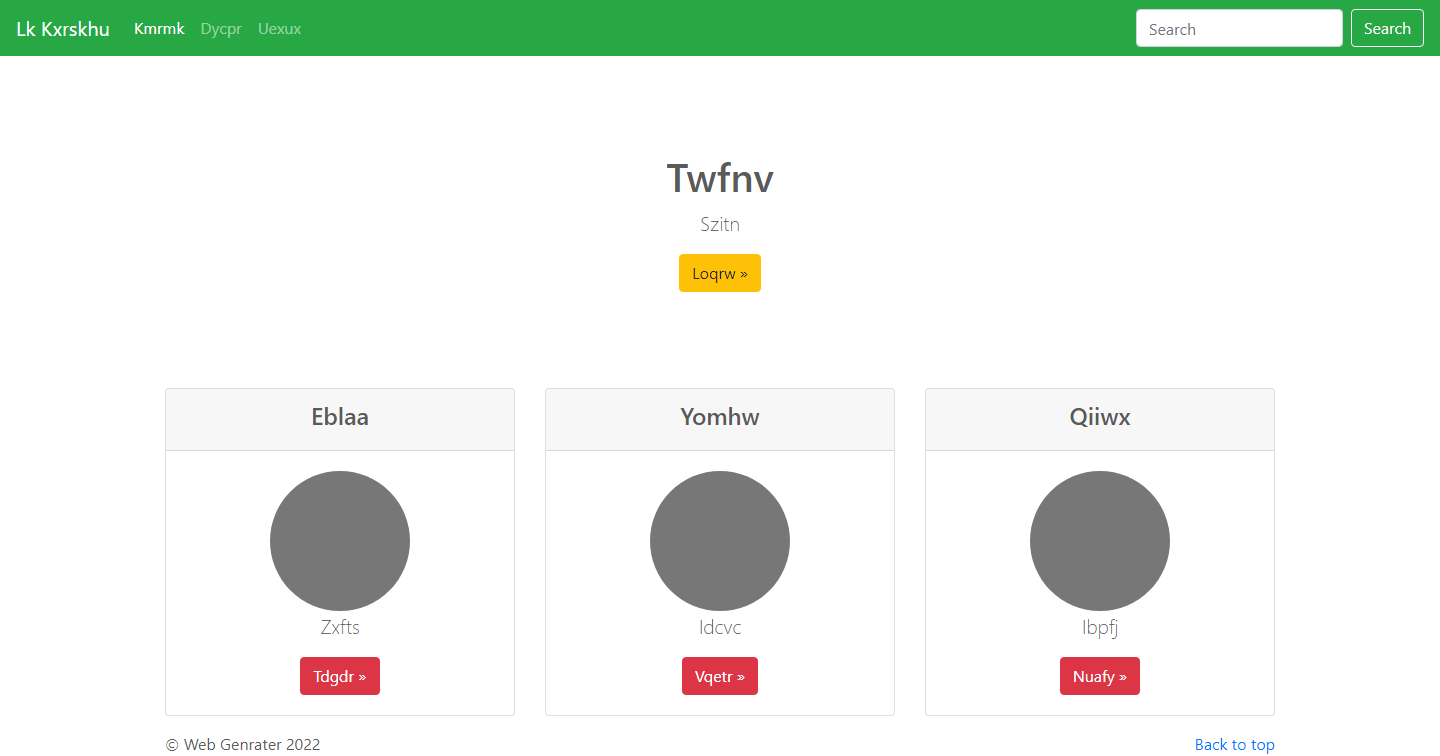 Lk Kxrskhu Kmrmk Dycpr Uexux Search Search
Twfnv
Szitn
Loqrw »
Eblaa Yomhw Qiiwx
Zxfts Idcvc Ibpfj
Tdgdr » Vqetr » Nuafy »
© Web Genrater 2022 Back to top